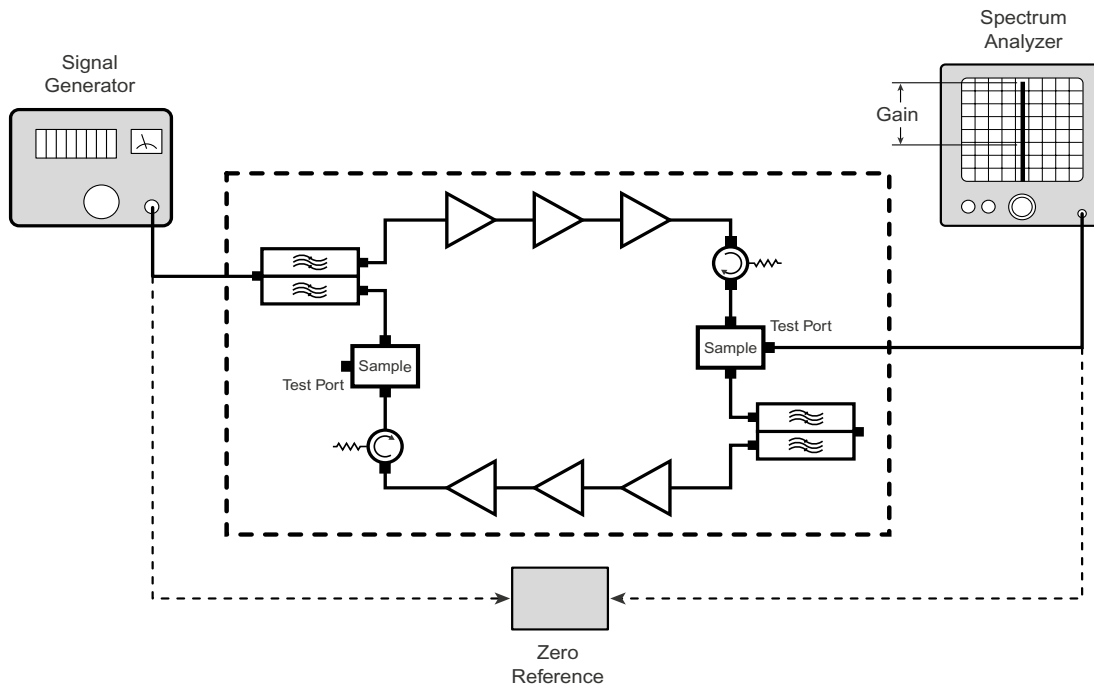 Spectrum
Analyzer
Signal
Generator
Gain
Test Port
Sample
Sample
Test Port
Zero
Reference